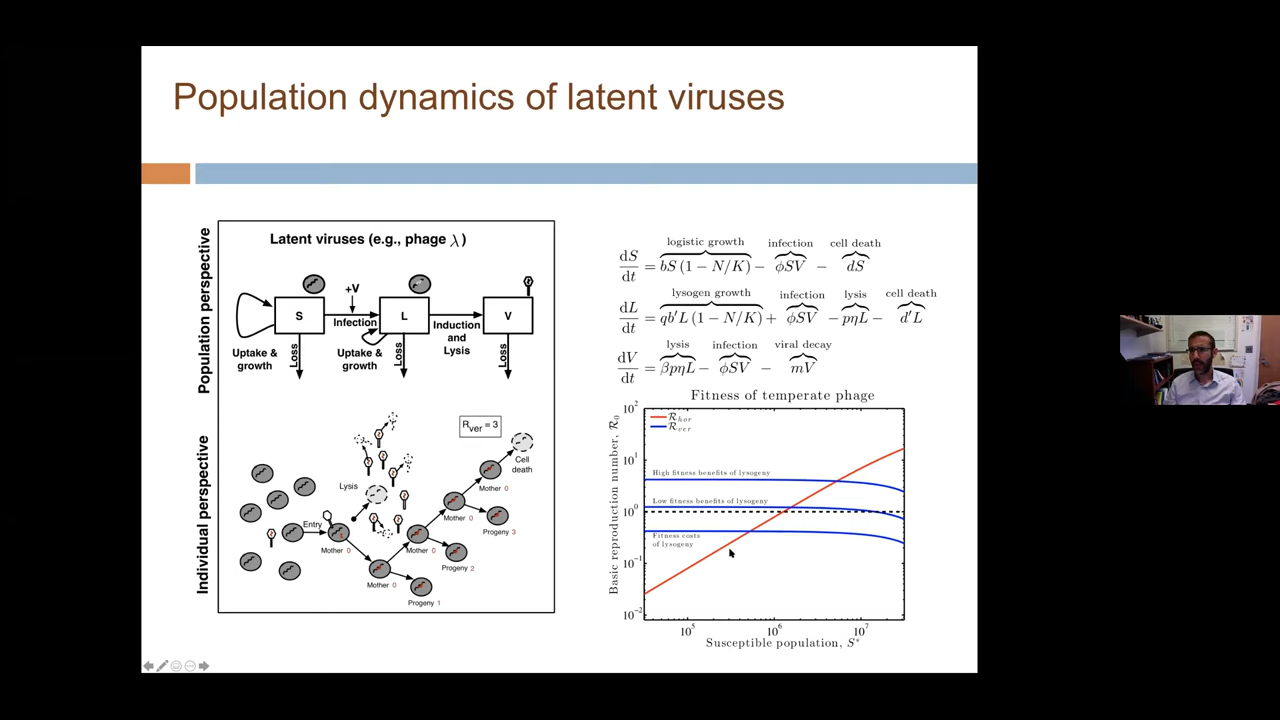 Population dynamics of latent viruses
Population perspective
Latent viruses (e.g., phage λ)
+V
S
L
V
Infection
Induction
and
Lysis
Uptake &
growth
Loss
Uptake &
growth
Loss
Loss
Individual perspective
R_ver = 3
Cell
death
Lysis
Mother 0
Entry
Mother 0
Progeny 3
Mother 0
Mother 0
Progeny 2
Mother 0
Progeny 1
logistic growth infection cell death
dS/dt = bS (1 − N/K) − ϕSV − dS
lysogen growth infection lysis cell death
dL/dt = qb′L (1 − N/K) + ϕSV − pηL − d′L
lysis infection viral decay
dV/dt = βpηL − ϕSV − mV
Fitness of temperate phage
Basic reproduction number, R₀
R_hor
R_ver
High fitness benefits of lysogeny
Low fitness benefits of lysogeny
Fitness costs
of lysogeny
10²
10¹
10⁰
10⁻¹
10⁻²
10⁵ 10⁶ 10⁷
Susceptible population, S*